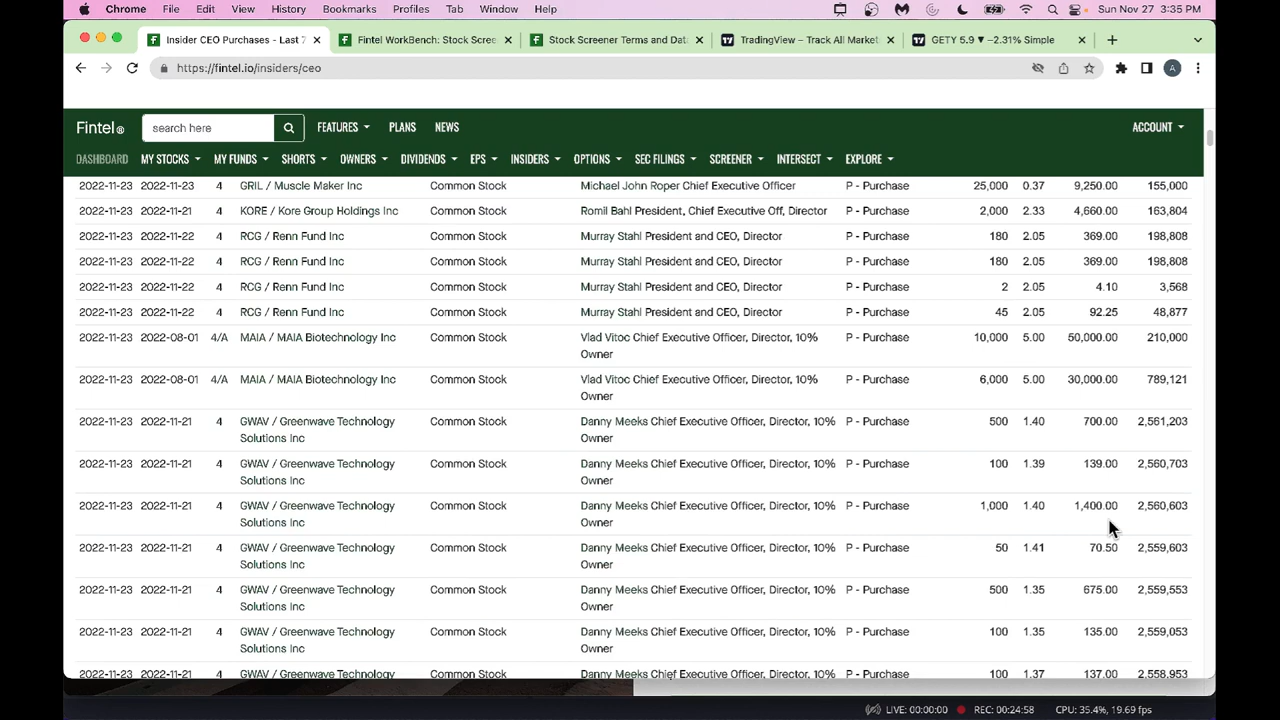 Chrome File Edit View History Bookmarks Profiles Tab Window Help Sun Nov 27 3:35 PM
Insider CEO Purchases - Last 7 Fintel WorkBench: Stock Scree Stock Screener Terms and Data TradingView – Track All Market GETY 5.9 ▼ −2.31% Simple
https://fintel.io/insiders/ceo A
Fintel® search here FEATURES PLANS NEWS ACCOUNT
DASHBOARD MY STOCKS MY FUNDS SHORTS OWNERS DIVIDENDS EPS INSIDERS OPTIONS SEC FILINGS SCREENER INTERSECT EXPLORE
2022-11-23 2022-11-23 4 GRIL / Muscle Maker Inc Common Stock Michael John Roper Chief Executive Officer P - Purchase 25,000 0.37 9,250.00 155,000
2022-11-23 2022-11-21 4 KORE / Kore Group Holdings Inc Common Stock Romil Bahl President, Chief Executive Off, Director P - Purchase 2,000 2.33 4,660.00 163,804
2022-11-23 2022-11-22 4 RCG / Renn Fund Inc Common Stock Murray Stahl President and CEO, Director P - Purchase 180 2.05 369.00 198,808
2022-11-23 2022-11-22 4 RCG / Renn Fund Inc Common Stock Murray Stahl President and CEO, Director P - Purchase 180 2.05 369.00 198,808
2022-11-23 2022-11-22 4 RCG / Renn Fund Inc Common Stock Murray Stahl President and CEO, Director P - Purchase 2 2.05 4.10 3,568
2022-11-23 2022-11-22 4 RCG / Renn Fund Inc Common Stock Murray Stahl President and CEO, Director P - Purchase 45 2.05 92.25 48,877
2022-11-23 2022-08-01 4/A MAIA / MAIA Biotechnology Inc Common Stock Vlad Vitoc Chief Executive Officer, Director, 10% P - Purchase 10,000 5.00 50,000.00 210,000
Owner
2022-11-23 2022-08-01 4/A MAIA / MAIA Biotechnology Inc Common Stock Vlad Vitoc Chief Executive Officer, Director, 10% P - Purchase 6,000 5.00 30,000.00 789,121
Owner
2022-11-23 2022-11-21 4 GWAV / Greenwave Technology Common Stock Danny Meeks Chief Executive Officer, Director, 10% P - Purchase 500 1.40 700.00 2,561,203
Solutions Inc Owner
2022-11-23 2022-11-21 4 GWAV / Greenwave Technology Common Stock Danny Meeks Chief Executive Officer, Director, 10% P - Purchase 100 1.39 139.00 2,560,703
Solutions Inc Owner
2022-11-23 2022-11-21 4 GWAV / Greenwave Technology Common Stock Danny Meeks Chief Executive Officer, Director, 10% P - Purchase 1,000 1.40 1,400.00 2,560,603
Solutions Inc Owner
2022-11-23 2022-11-21 4 GWAV / Greenwave Technology Common Stock Danny Meeks Chief Executive Officer, Director, 10% P - Purchase 50 1.41 70.50 2,559,603
Solutions Inc Owner
2022-11-23 2022-11-21 4 GWAV / Greenwave Technology Common Stock Danny Meeks Chief Executive Officer, Director, 10% P - Purchase 500 1.35 675.00 2,559,553
Solutions Inc Owner
2022-11-23 2022-11-21 4 GWAV / Greenwave Technology Common Stock Danny Meeks Chief Executive Officer, Director, 10% P - Purchase 100 1.35 135.00 2,559,053
Solutions Inc Owner
2022-11-23 2022-11-21 4 GWAV / Greenwave Technology Common Stock Danny Meeks Chief Executive Officer, Director, 10% P - Purchase 100 1.37 137.00 2,558,953
LIVE: 00:00:00 REC: 00:24:58 CPU: 35.4%, 19.69 fps